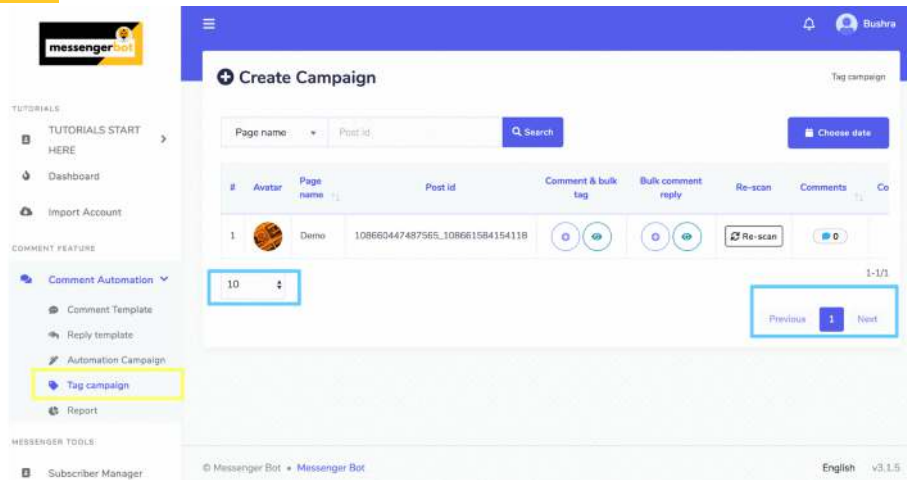 messengerbot
Bushra
Create Campaign
Tag campaign
TUTORIALS
TUTORIALS START
HERE
Dashboard
Import Account
COMMENT FEATURE
Comment Automation
Comment Template
Reply template
Automation Campaign
Tag campaign
Report
MESSENGER TOOLS
Subscriber Manager
Page name
Post id
Search
Choose date
# Avatar Page name Post id Comment & bulk tag Bulk comment reply Re-scan Comments Co
1 Demo 108660447487565_108661584154118 Re-scan 0
10
1-1/1
Previous 1 Next
© Messenger Bot • Messenger Bot
English v3.1.5